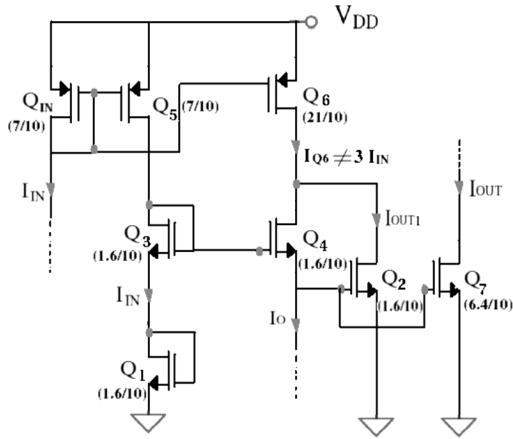 VDD
QIN
(7/10)
Q5 (7/10)
Q6
(21/10)
IQ6 ≠ 3 IIN
IIN
IOUT
IOUT1
Q3
(1.6/10)
Q4
(1.6/10)
Q2
(1.6/10)
Q7
(6.4/10)
IIN
IO
Q1
(1.6/10)